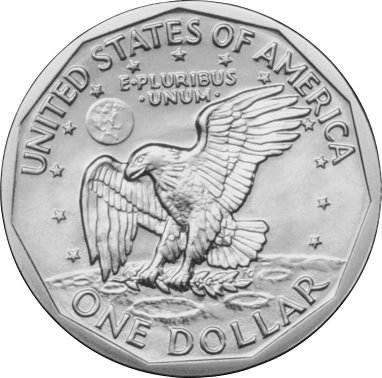 UNITED STATES OF AMERICA
E·PLURIBUS
·UNUM·
ONE DOLLAR